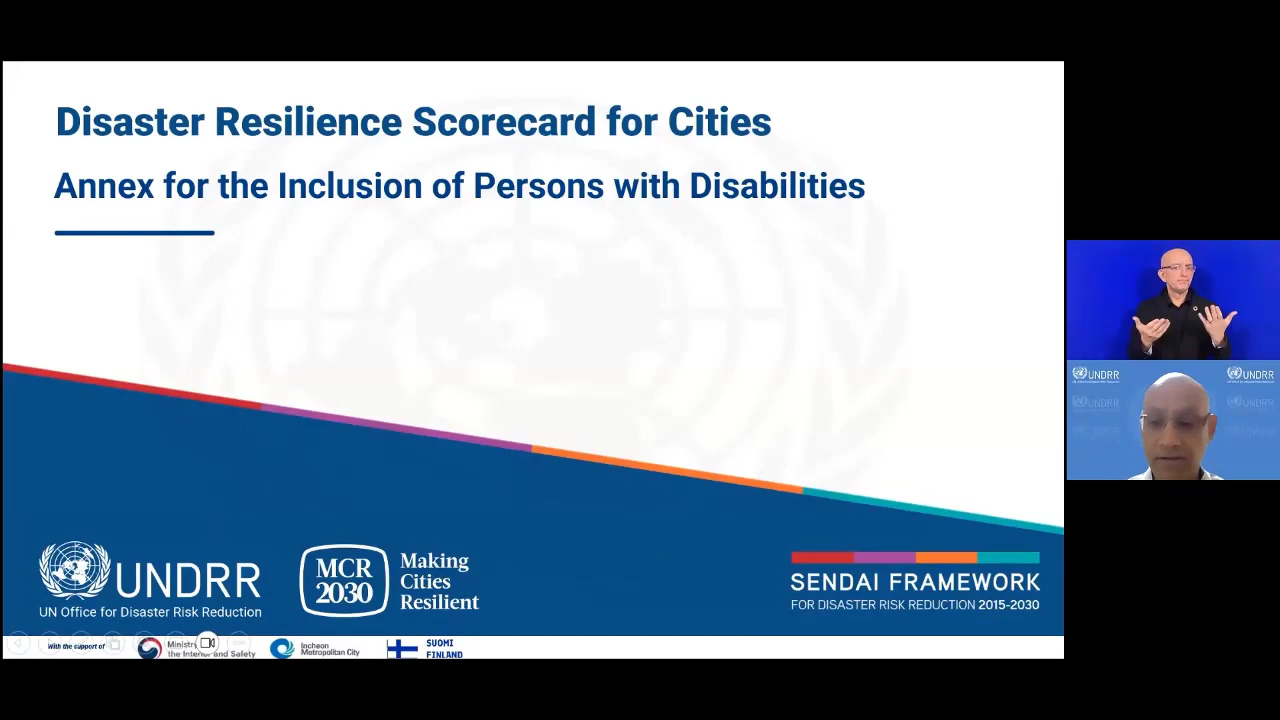 Disaster Resilience Scorecard for Cities
Annex for the Inclusion of Persons with Disabilities
UNDRR
UN Office for Disaster Risk Reduction
MCR
2030
Making
Cities
Resilient
SENDAI FRAMEWORK
FOR DISASTER RISK REDUCTION 2015-2030
With the support of
Ministry
the Interior and Safety
Incheon
Metropolitan City
SUOMI
FINLAND
UNDRR
UNDRR
UNDRR
UNDRR